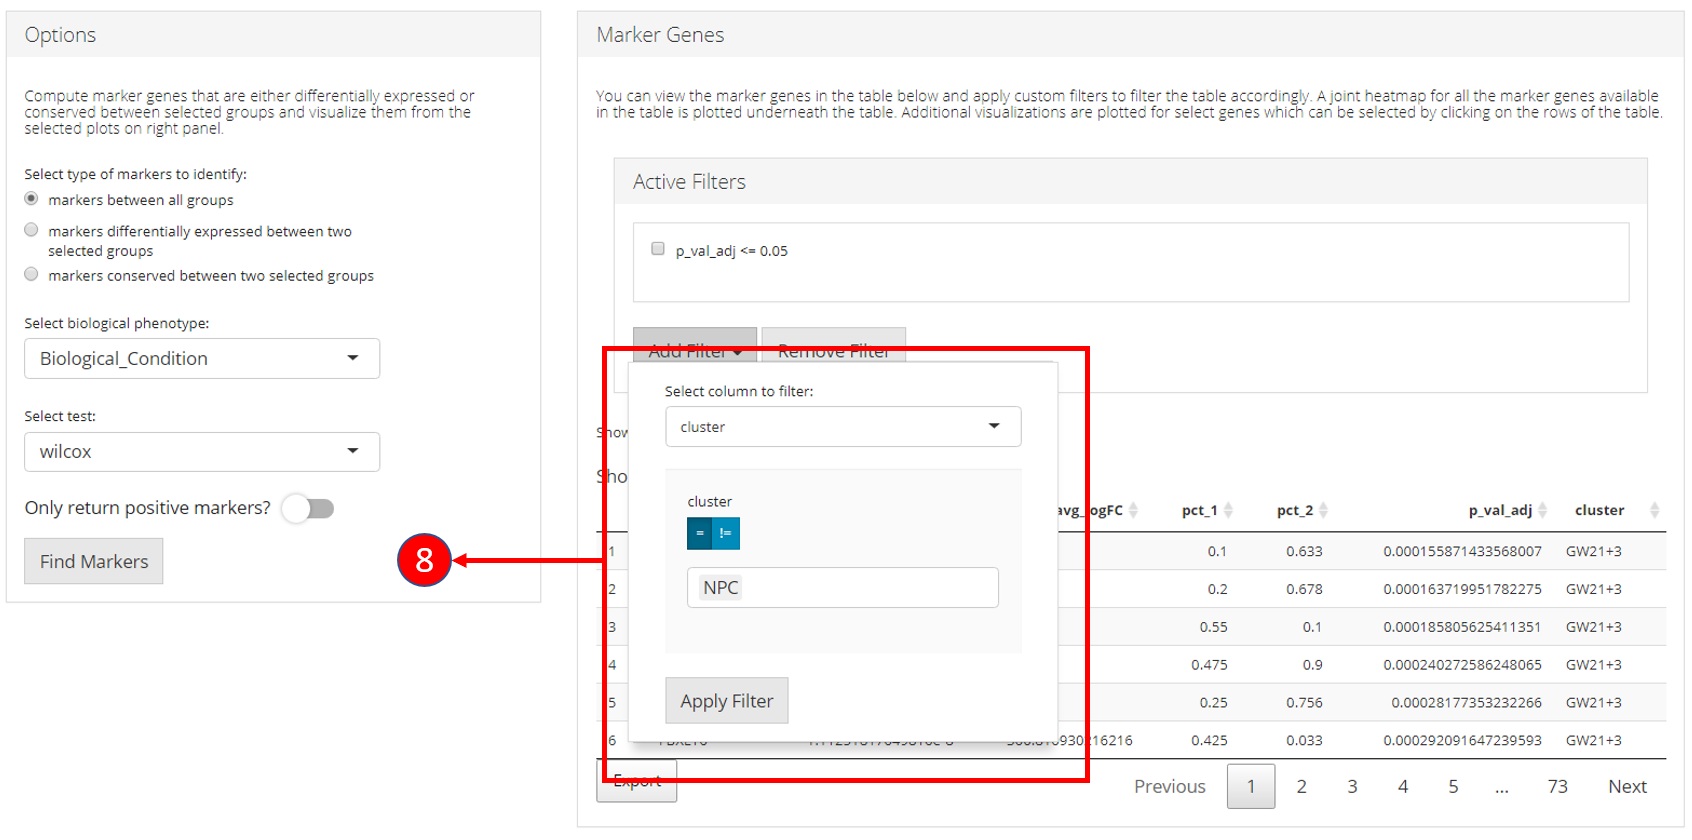 Options
Compute marker genes that are either differentially expressed or
conserved between selected groups and visualize them from the
selected plots on right panel.
Select type of markers to identify:
markers between all groups
markers differentially expressed between two
selected groups
markers conserved between two selected groups
Select biological phenotype:
Biological_Condition
Select test:
wilcox
Only return positive markers?
Find Markers
8
Marker Genes
You can view the marker genes in the table below and apply custom filters to filter the table accordingly. A joint heatmap for all the marker genes available
in the table is plotted underneath the table. Additional visualizations are plotted for select genes which can be selected by clicking on the rows of the table.
Active Filters
p_val_adj <= 0.05
Add Filter Remove Filter
Select column to filter:
cluster
cluster
= !=
NPC
Apply Filter
Show
Sho
avg_logFC pct_1 pct_2 p_val_adj cluster
1 0.1 0.633 0.000155871433568007 GW21+3
2 0.2 0.678 0.000163719951782275 GW21+3
3 0.55 0.1 0.000185805625411351 GW21+3
4 0.475 0.9 0.000240272586248065 GW21+3
5 0.25 0.756 0.00028177353232266 GW21+3
6 0.425 0.033 0.000292091647239593 GW21+3
Export
Previous 1 2 3 4 5 ... 73 Next